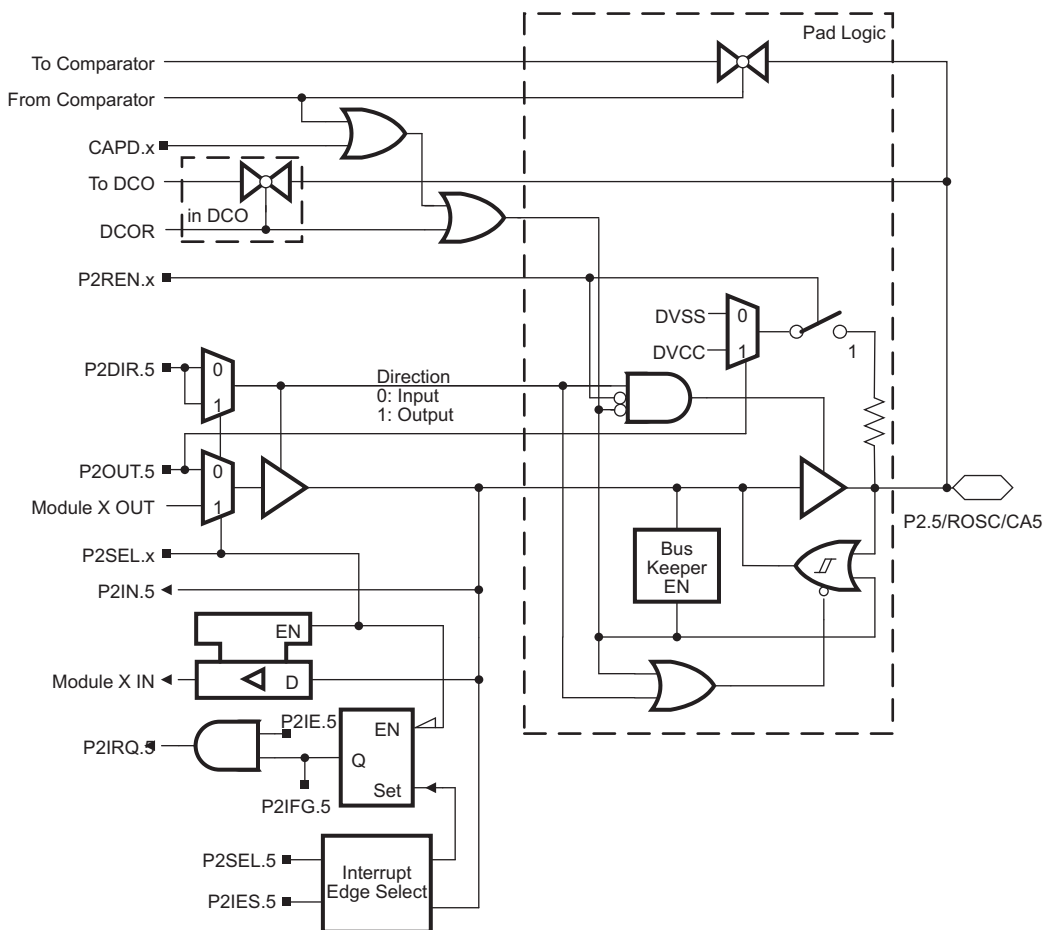 Pad Logic
To Comparator
From Comparator
CAPD.x
To DCO
in DCO
DCOR
P2REN.x
DVSS
0
DVCC
1
1
P2DIR.5
0
1
Direction
0: Input
1: Output
P2OUT.5
0
Module X OUT
1
P2.5/ROSC/CA5
P2SEL.x
Bus
Keeper
EN
P2IN.5
EN
Module X IN
D
P2IE.5
EN
P2IRQ.5
Q
Set
P2IFG.5
P2SEL.5
Interrupt
Edge Select
P2IES.5